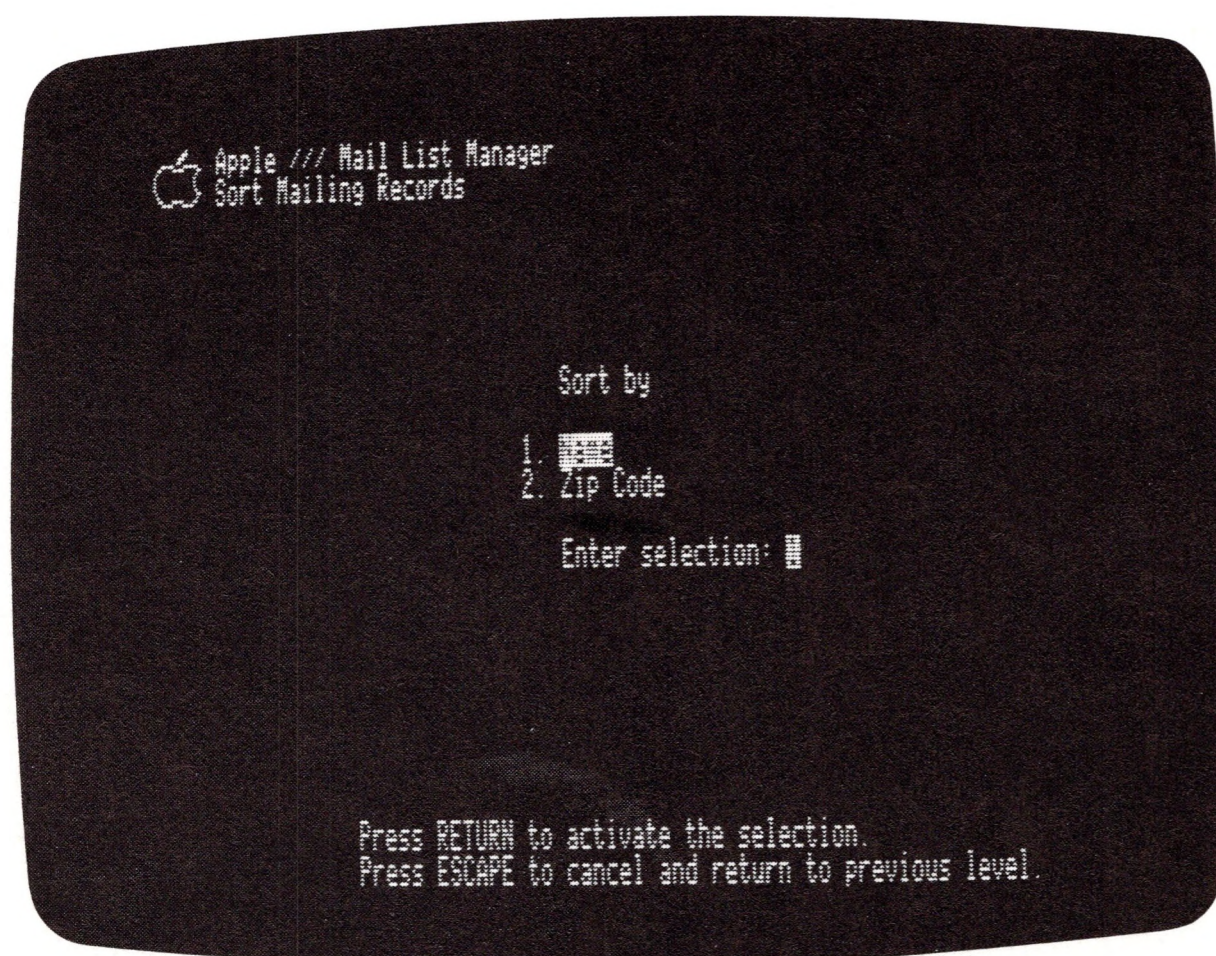 Apple /// Mail List Manager
Sort Mailing Records
Sort by
1. Name
2. Zip Code
Enter selection:
Press RETURN to activate the selection.
Press ESCAPE to cancel and return to previous level.